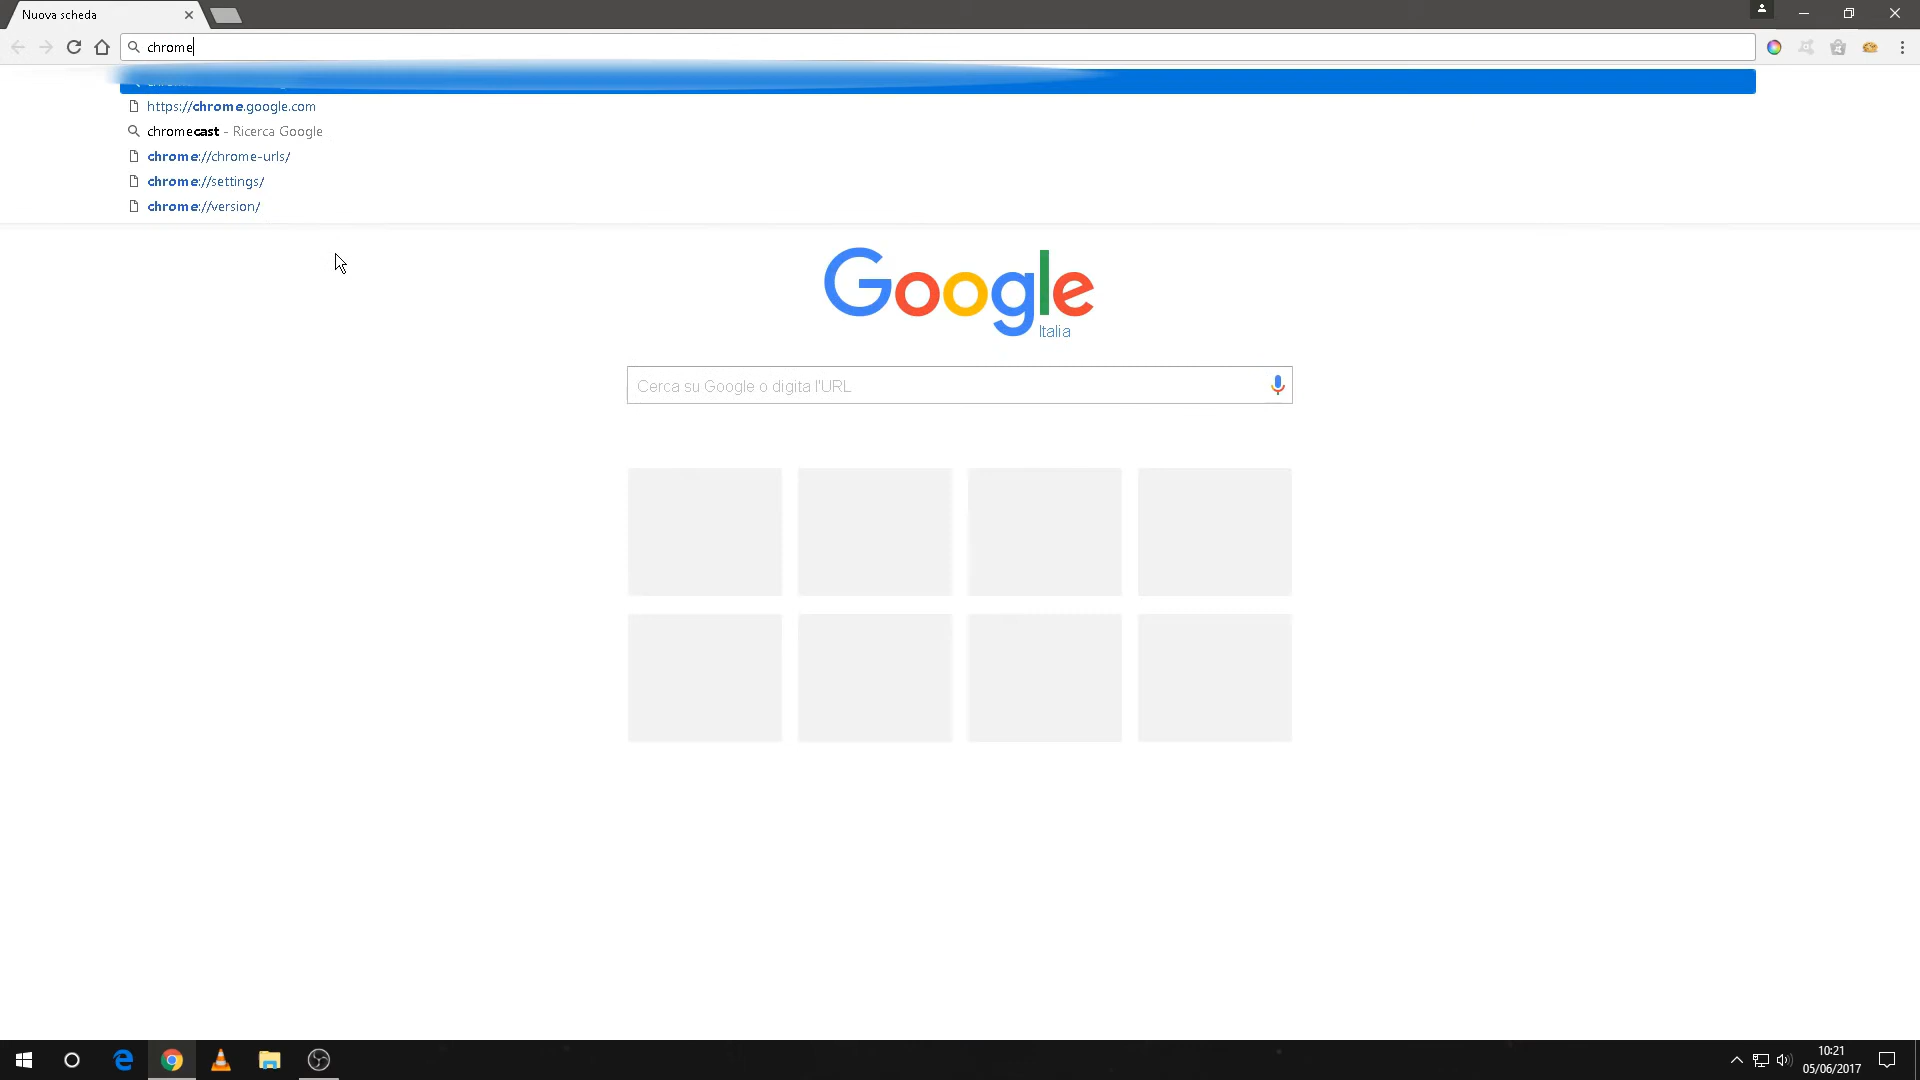 Nuova scheda
chrome
https://chrome.google.com
chromecast - Ricerca Google
chrome://chrome-urls/
chrome://settings/
chrome://version/
Google
Italia
Cerca su Google o digita l'URL
10:21
05/06/2017